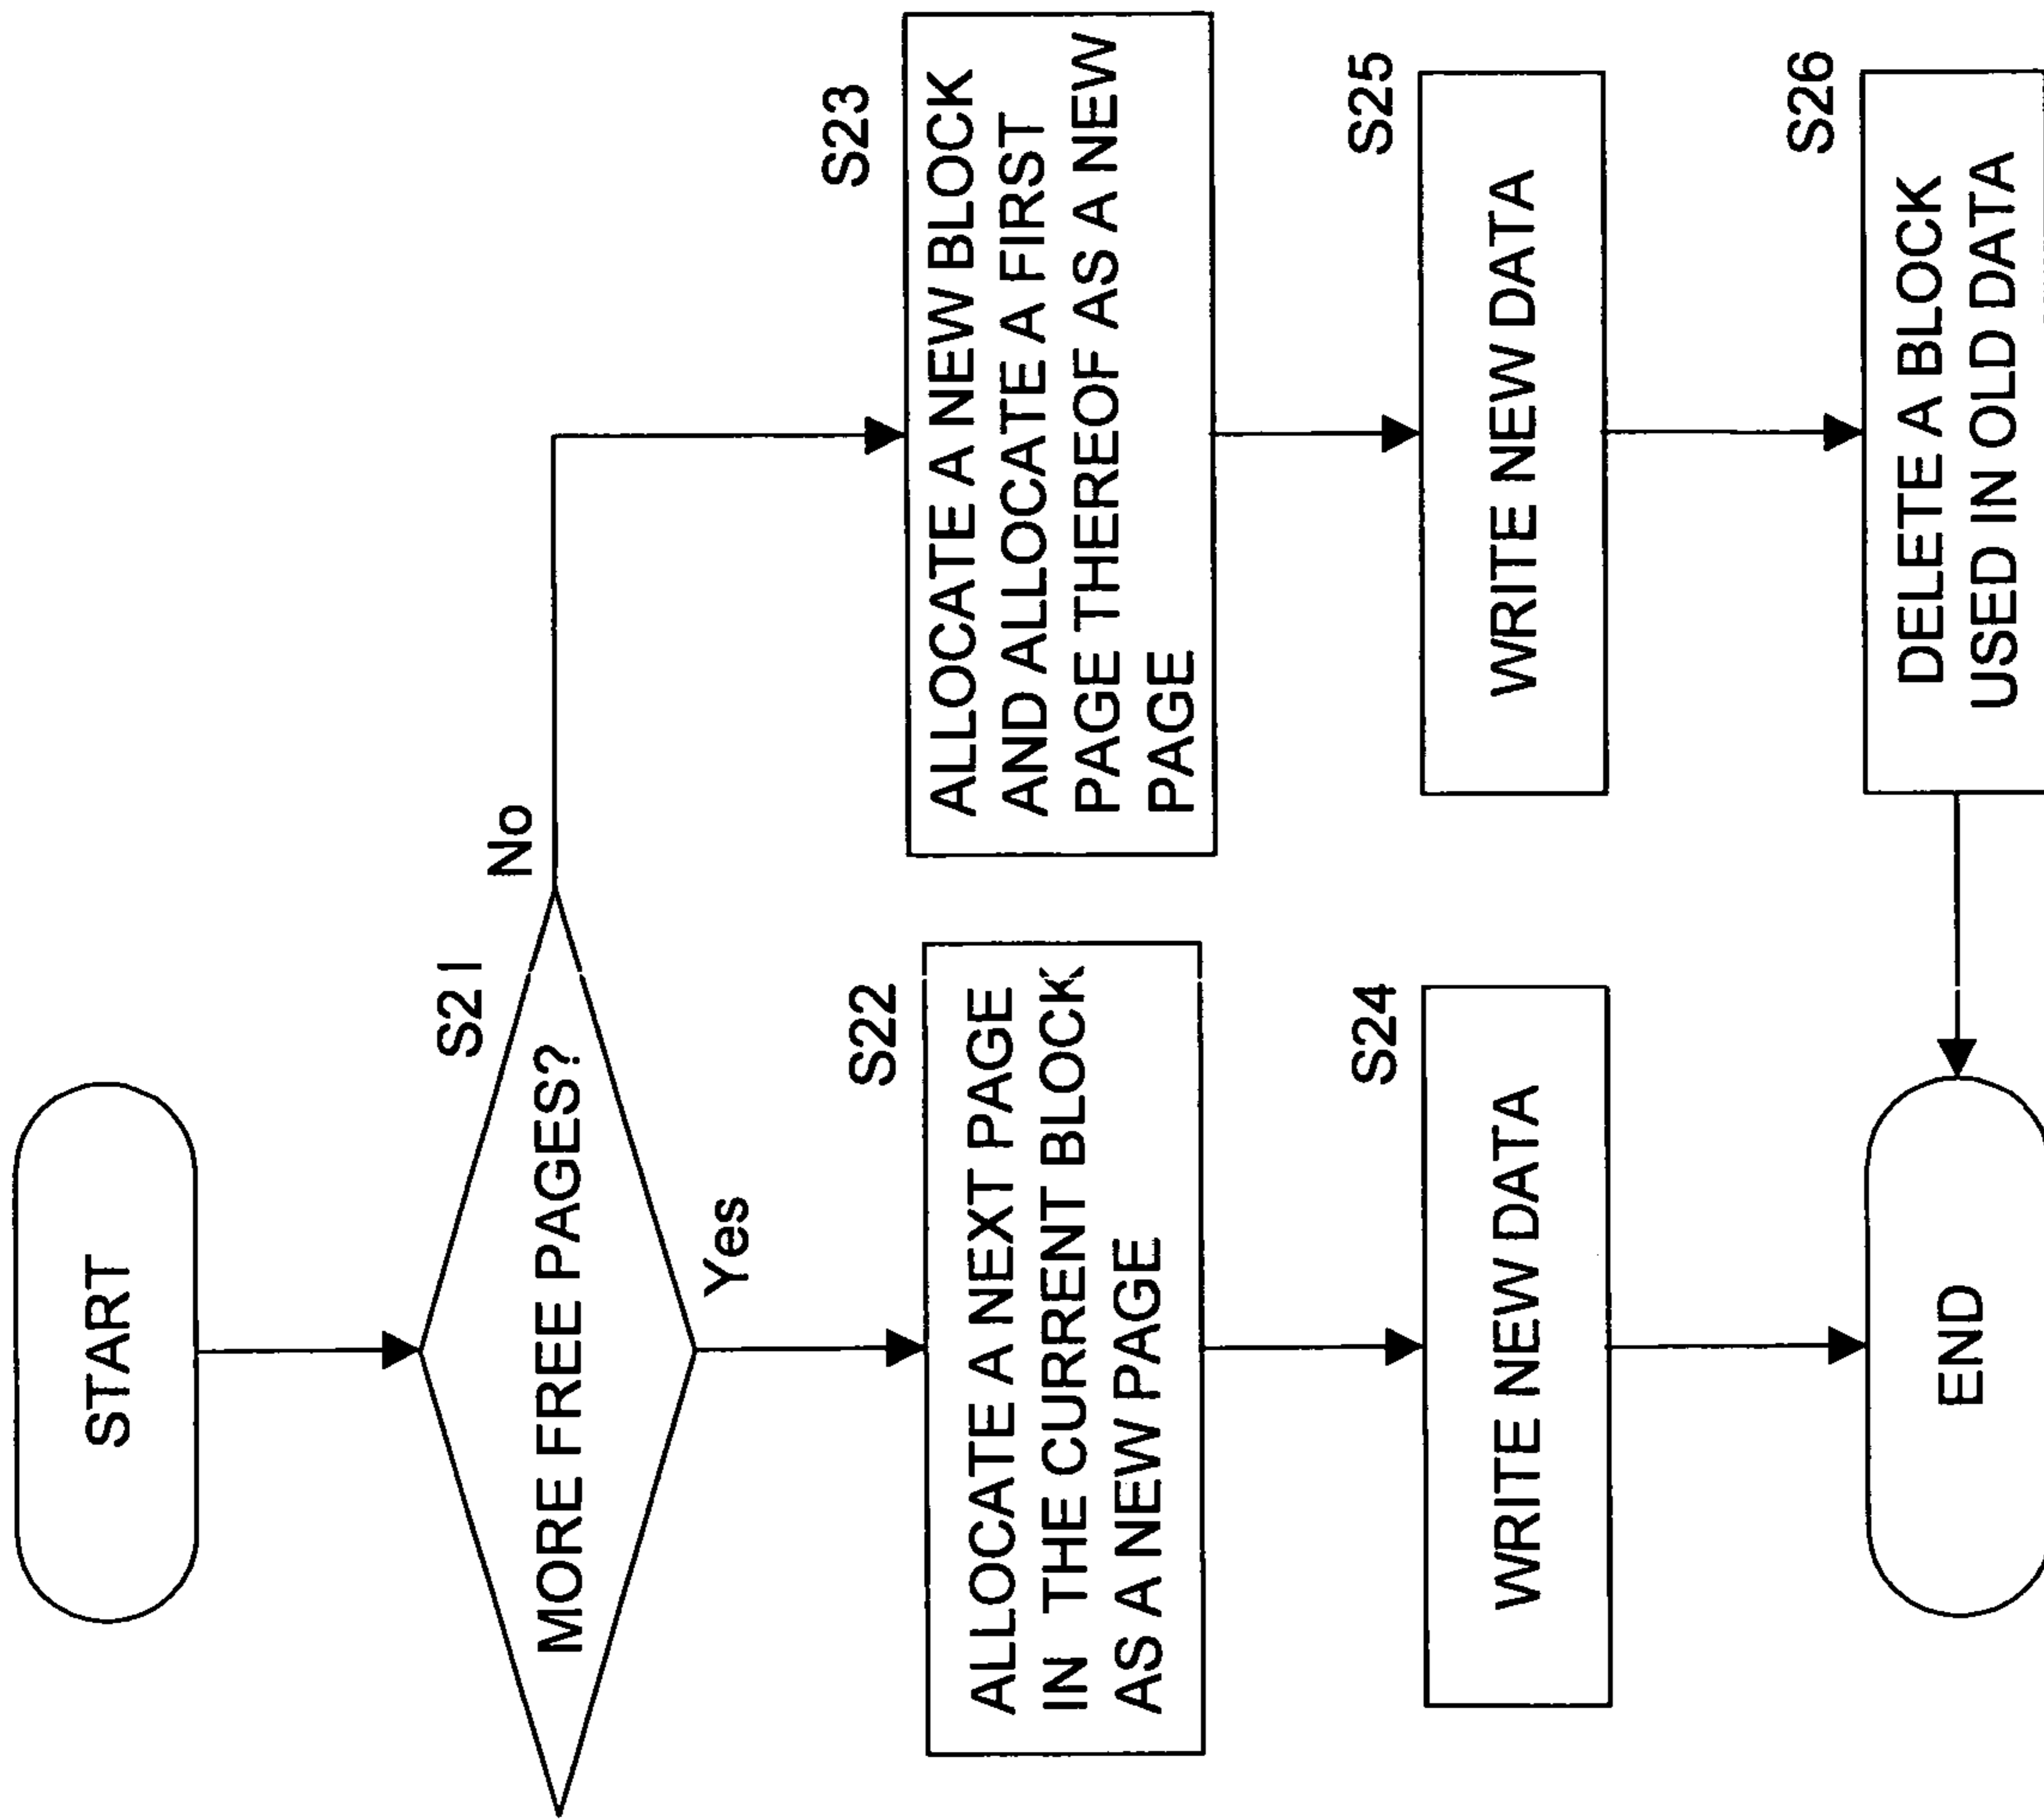 START
S21
MORE FREE PAGES?
No
Yes
S22
ALLOCATE A NEXT PAGE
IN THE CURRENT BLOCK
AS A NEW PAGE
S23
ALLOCATE A NEW BLOCK
AND ALLOCATE A FIRST
PAGE THEREOF AS A NEW
PAGE
S24
WRITE NEW DATA
S25
WRITE NEW DATA
S26
DELETE A BLOCK
USED IN OLD DATA
END